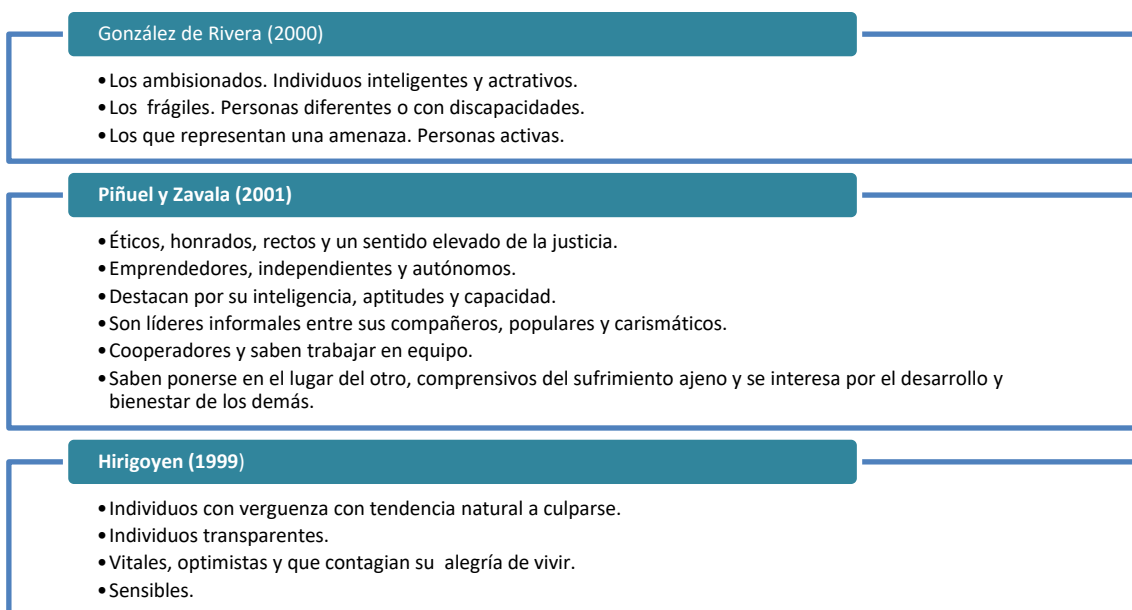 González de Rivera (2000)
•Los ambisionados. Individuos inteligentes y actrativos.
•Los frágiles. Personas diferentes o con discapacidades.
•Los que representan una amenaza. Personas activas.
Piñuel y Zavala (2001)
•Éticos, honrados, rectos y un sentido elevado de la justicia.
•Emprendedores, independientes y autónomos.
•Destacan por su inteligencia, aptitudes y capacidad.
•Son líderes informales entre sus compañeros, populares y carismáticos.
•Cooperadores y saben trabajar en equipo.
•Saben ponerse en el lugar del otro, comprensivos del sufrimiento ajeno y se interesa por el desarrollo y
bienestar de los demás.
Hirigoyen (1999)
•Individuos con verguenza con tendencia natural a culparse.
•Individuos transparentes.
•Vitales, optimistas y que contagian su alegría de vivir.
•Sensibles.